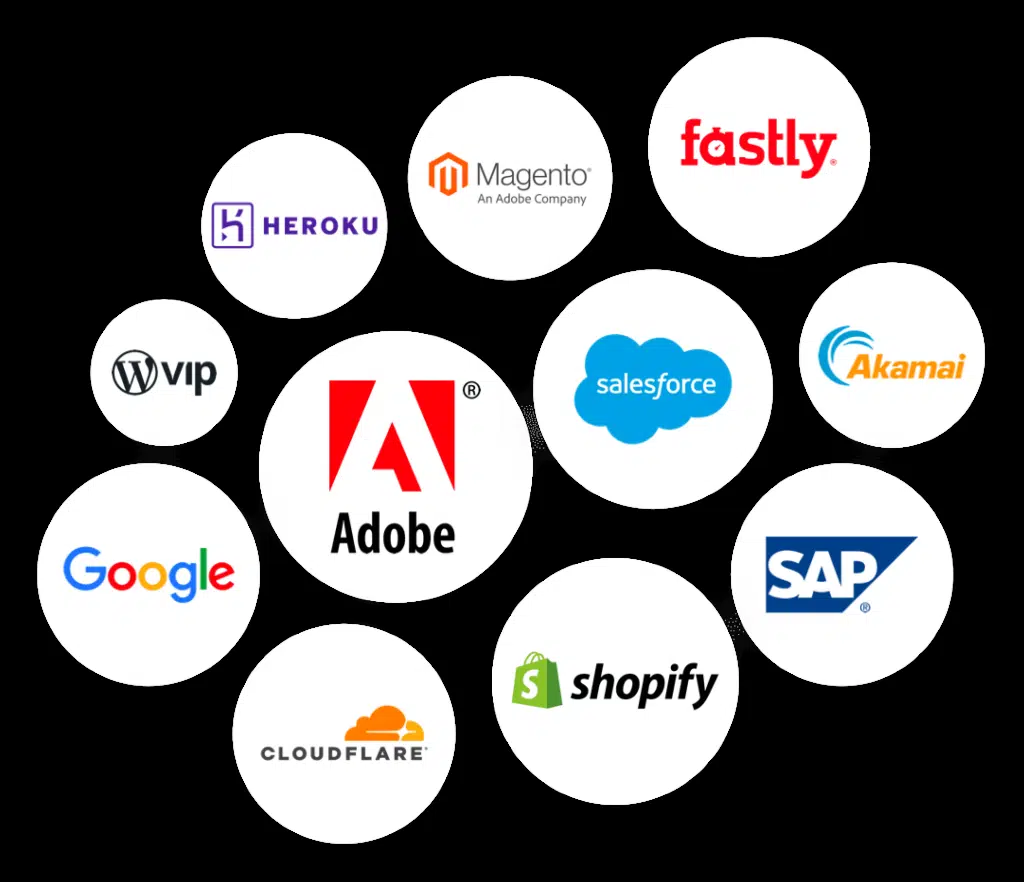 fastly®
Magento®
An Adobe Company
HEROKU
salesforce
Akamai
W vip
®
Adobe
Google
SAP
®
shopify
CLOUDFLARE®